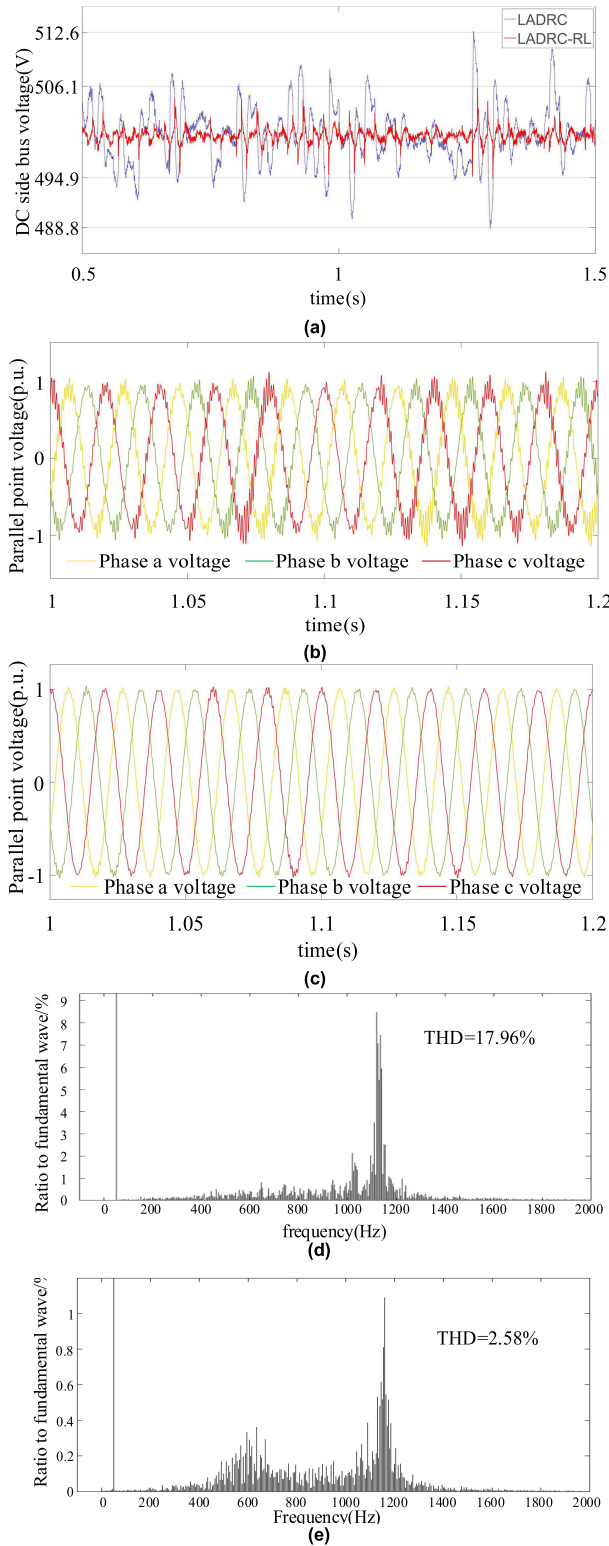 LADRC
LADRC-RL
DC side bus voltage(V)
512.6
506.1
494.9
488.8
0.5
1
1.5
time(s)
(a)
Parallel point voltage(p.u.)
1
0
-1
Phase a voltage
Phase b voltage
Phase c voltage
1
1.05
1.1
1.15
1.2
time(s)
(b)
Parallel point voltage(p.u.)
1
0
-1
Phase a voltage
Phase b voltage
Phase c voltage
1
1.05
1.1
1.15
1.2
time(s)
(c)
Ratio to fundamental wave/%
9
8
7
6
5
4
3
2
1
0
THD=17.96%
0
200
400
600
800
1000
1200
1400
1600
1800
2000
frequency(Hz)
(d)
Ratio to fundamental wave/%
1
0.8
0.6
0.4
0.2
0
THD=2.58%
0
200
400
600
800
1000
1200
1400
1600
1800
2000
Frequency(Hz)
(e)